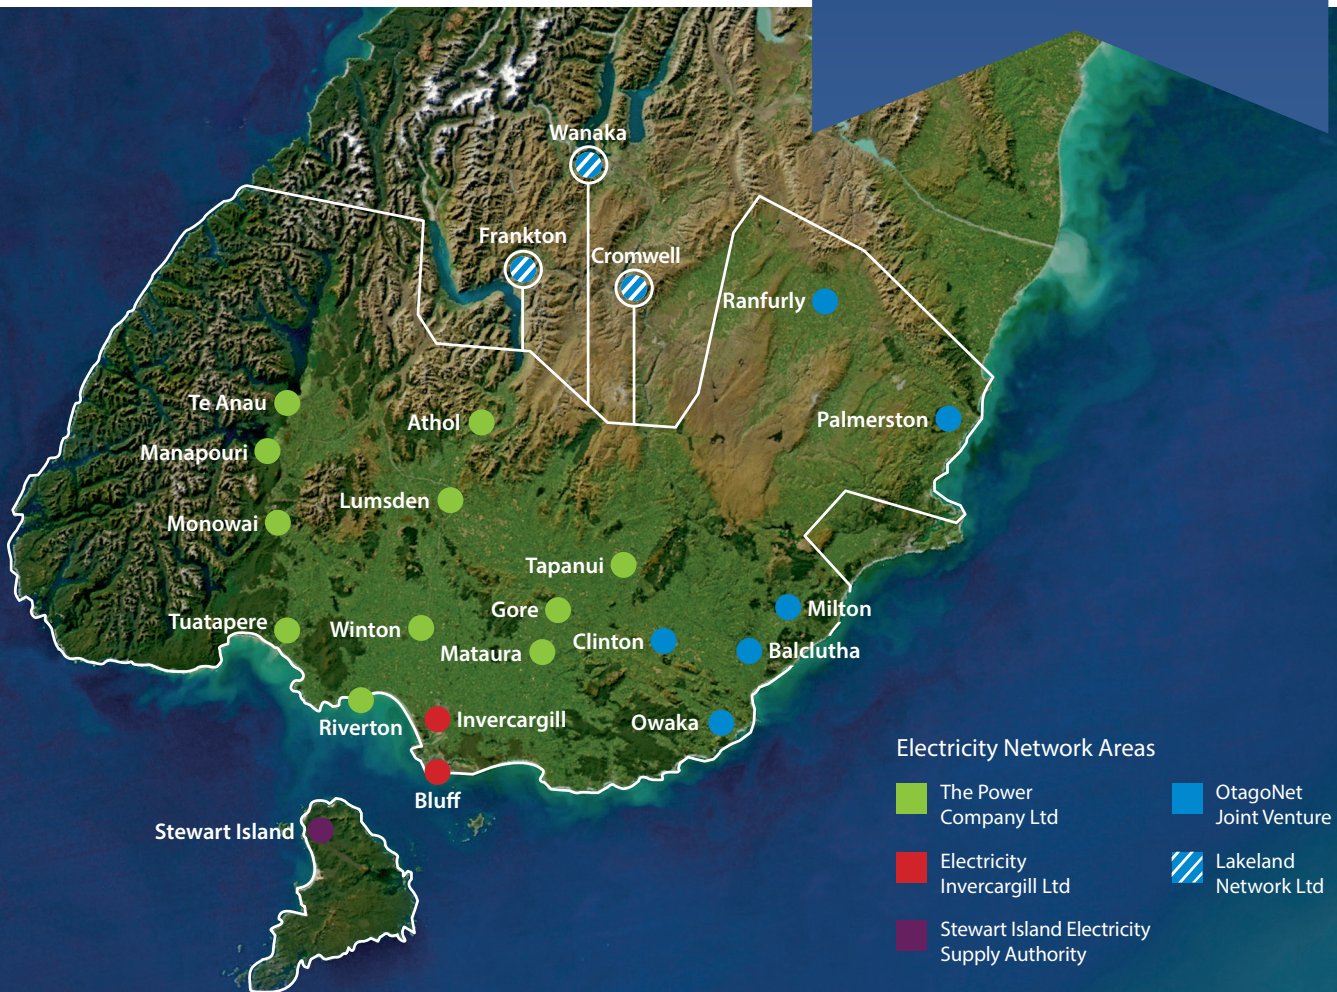 Wanaka
Frankton
Cromwell
Ranfurly
Te Anau
Athol
Palmerston
Manapouri
Lumsden
Monowai
Tapanui
Gore
Milton
Tuatapere
Winton
Clinton
Mataura
Balclutha
Riverton
Invercargill
Owaka
Bluff
Stewart Island
Electricity Network Areas
The Power
Company Ltd
OtagoNet
Joint Venture
Electricity
Invercargill Ltd
Lakeland
Network Ltd
Stewart Island Electricity
Supply Authority